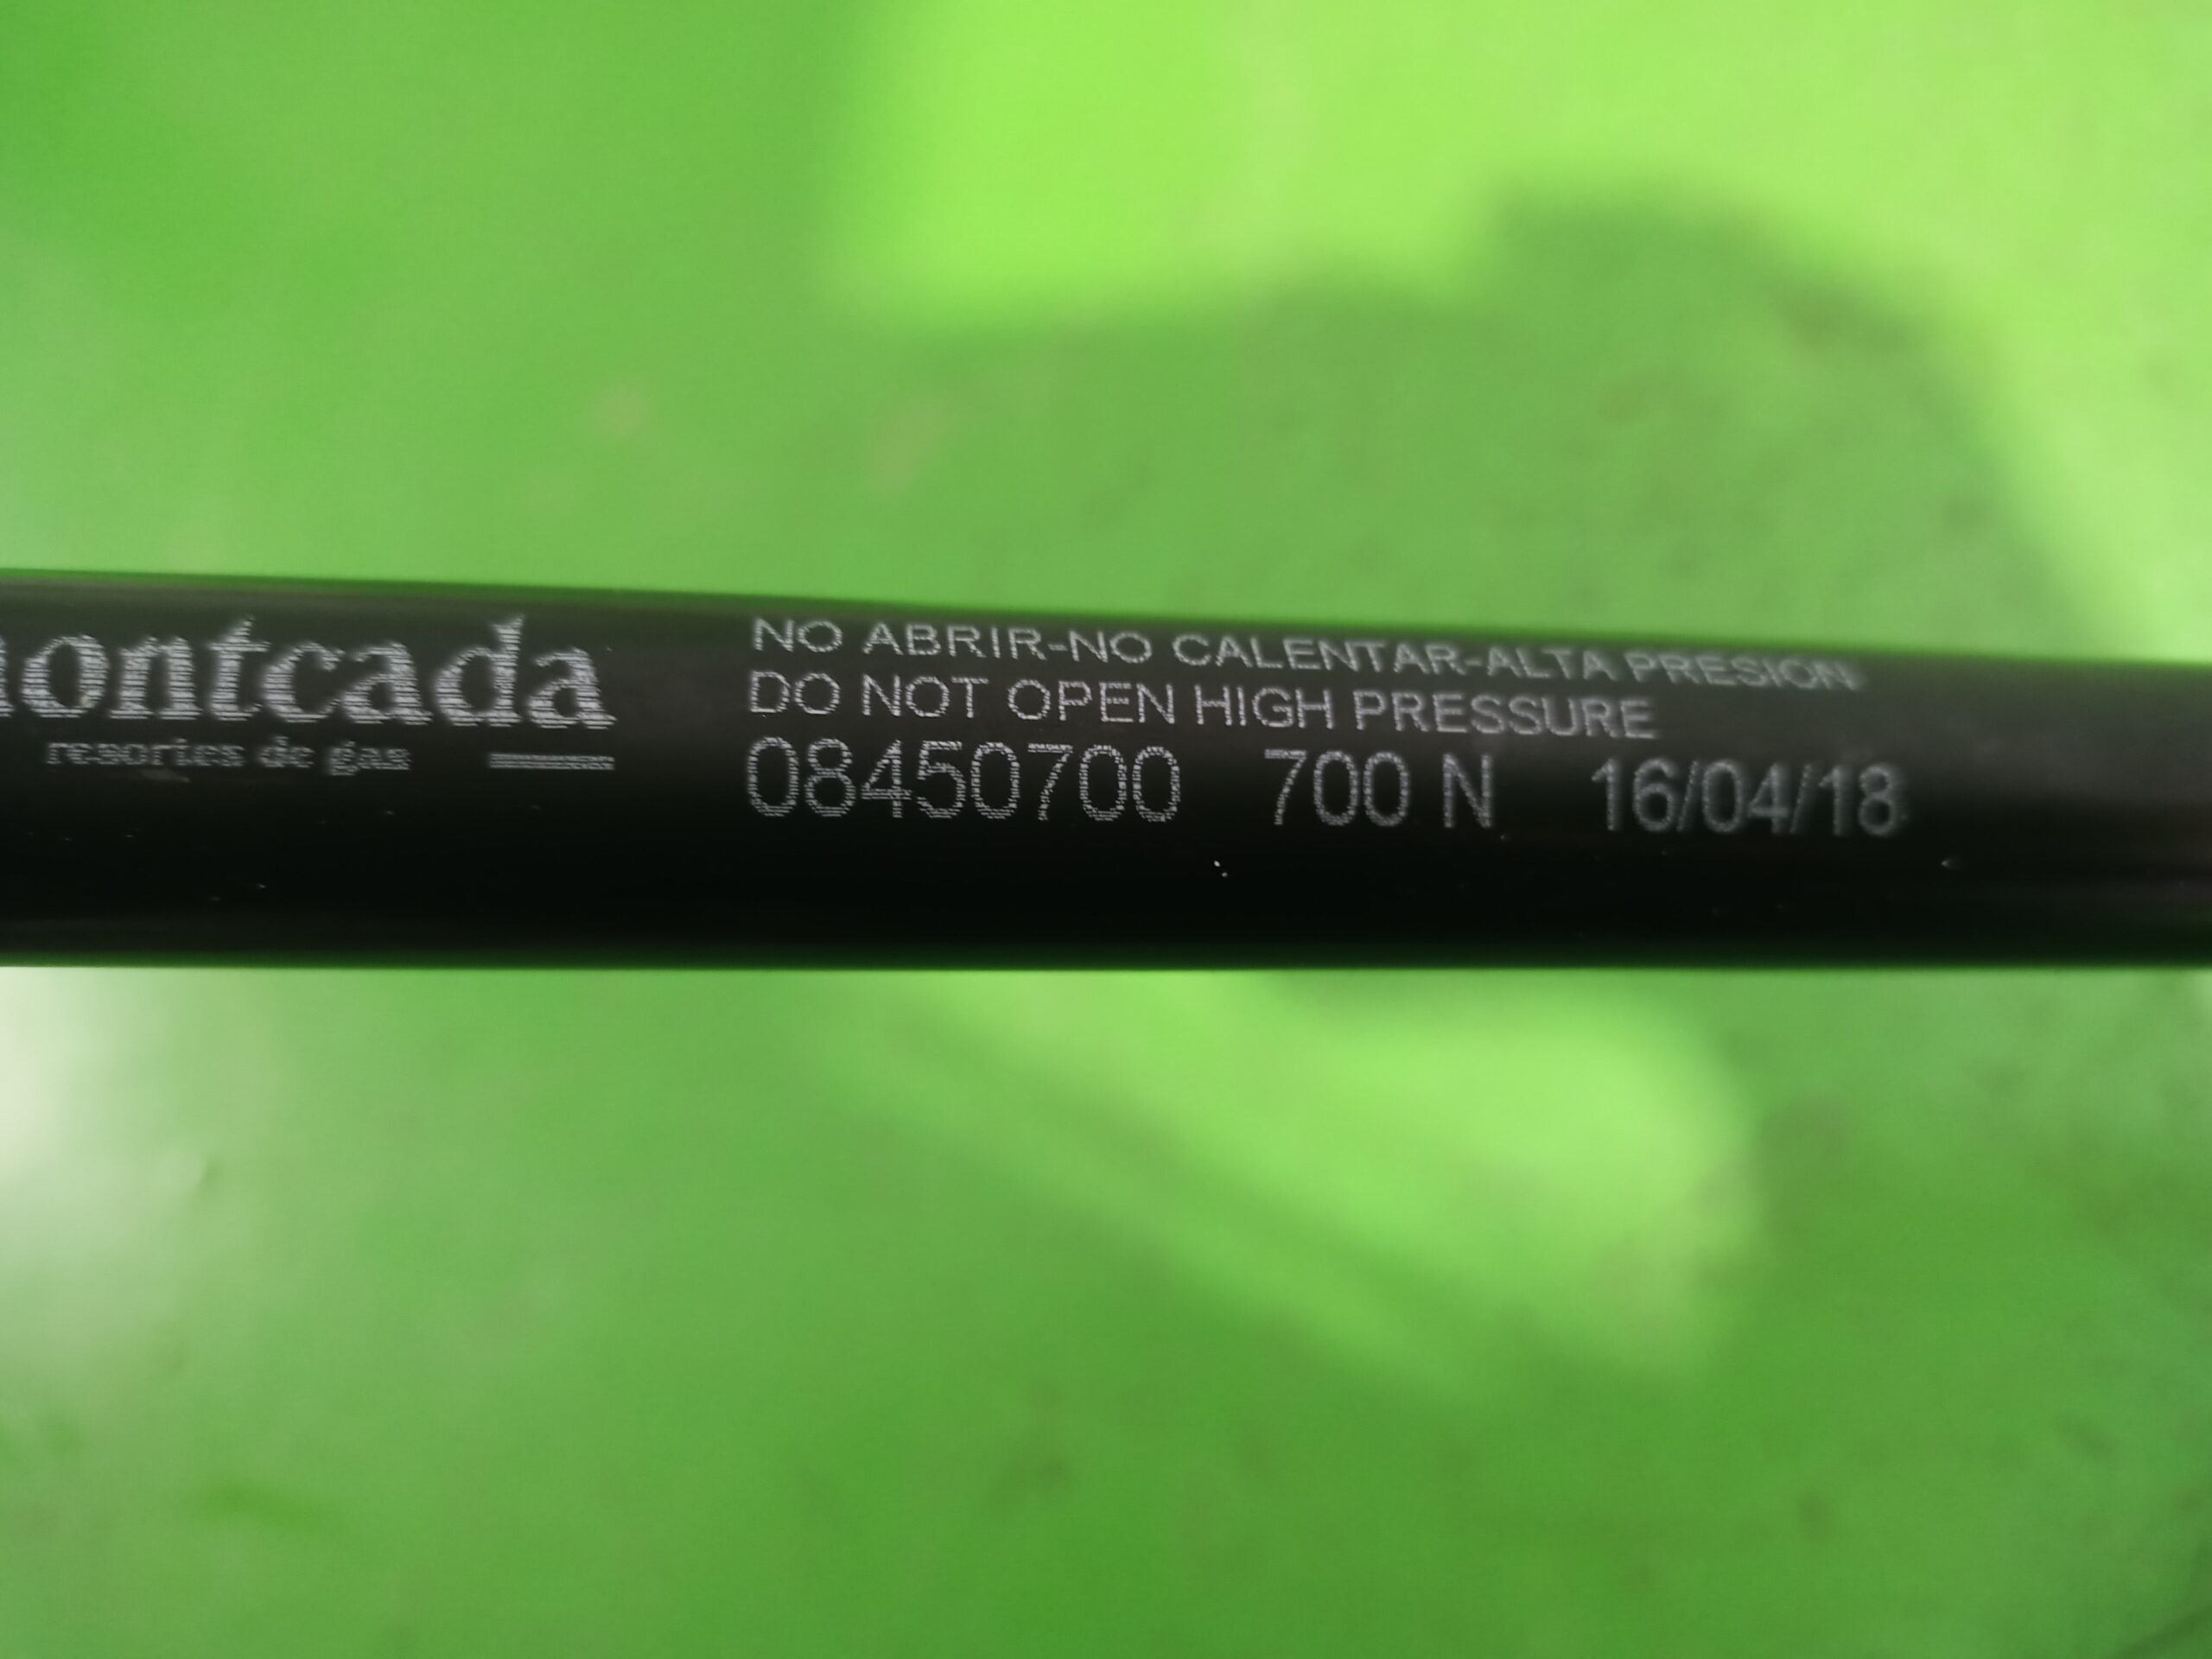 montcada
resortes de gas
NO ABRIR-NO CALENTAR-ALTA PRESION
DO NOT OPEN HIGH PRESSURE
08450700 700 N 16/04/18